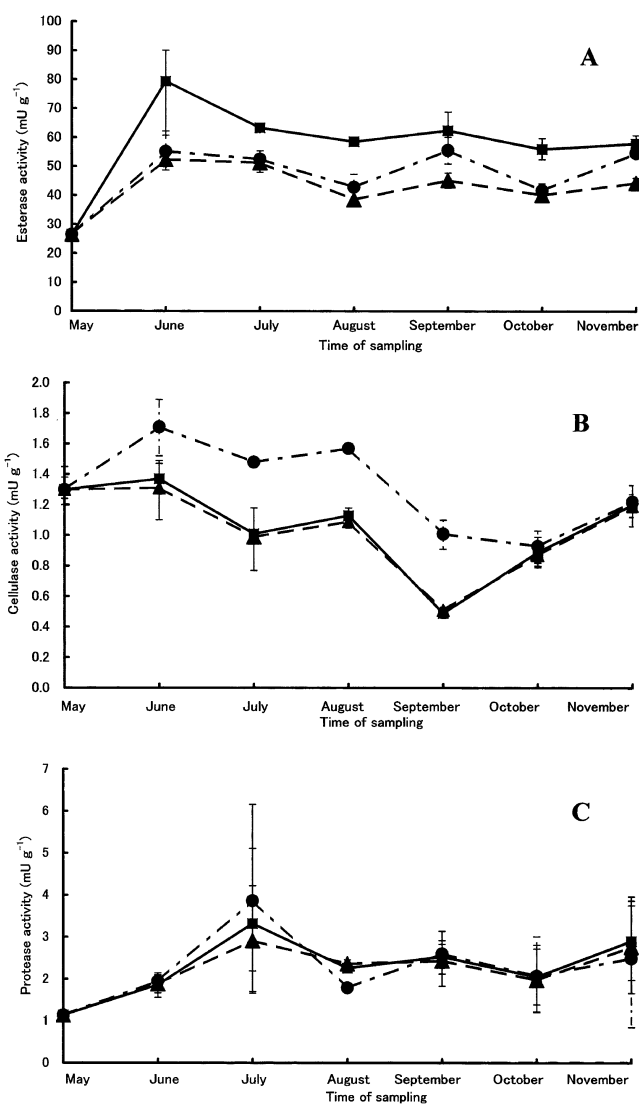 A
Esterase activity (mU g⁻¹)
100
90
80
70
60
50
40
30
20
10
0
May June July August September October November
Time of sampling
B
Cellulase activity (mU g⁻¹)
2.0
1.8
1.6
1.4
1.2
1.0
0.8
0.6
0.4
0.2
0.0
May June July August September October November
Time of sampling
C
Protease activity (mU g⁻¹)
7
6
5
4
3
2
1
0
May June July August September October November
Time of sampling